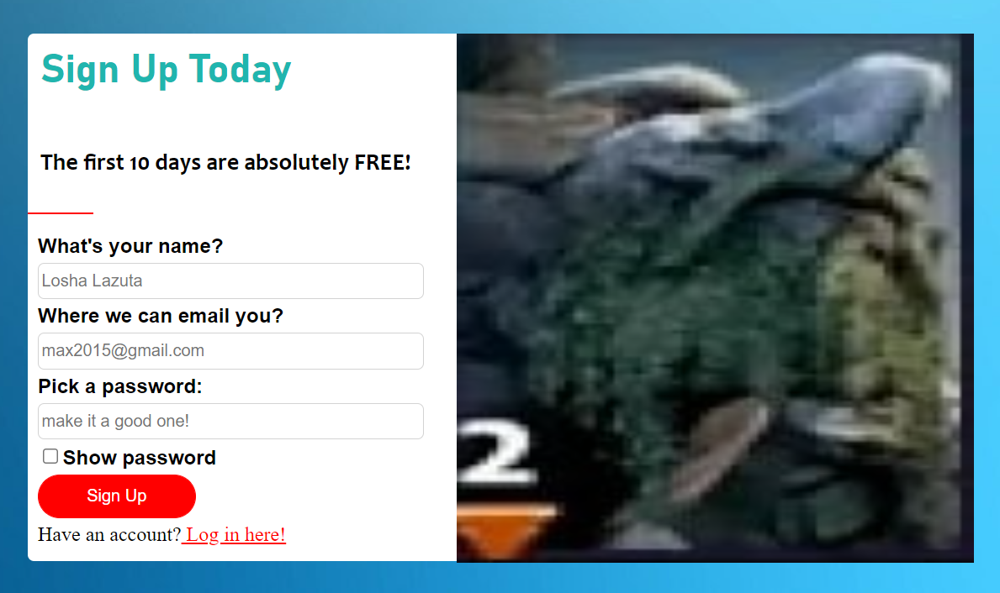 Sign Up Today
The first 10 days are absolutely FREE!
What's your name?
Losha Lazuta
Where we can email you?
max2015@gmail.com
Pick a password:
make it a good one!
Show password
Sign Up
Have an account? Log in here!
2